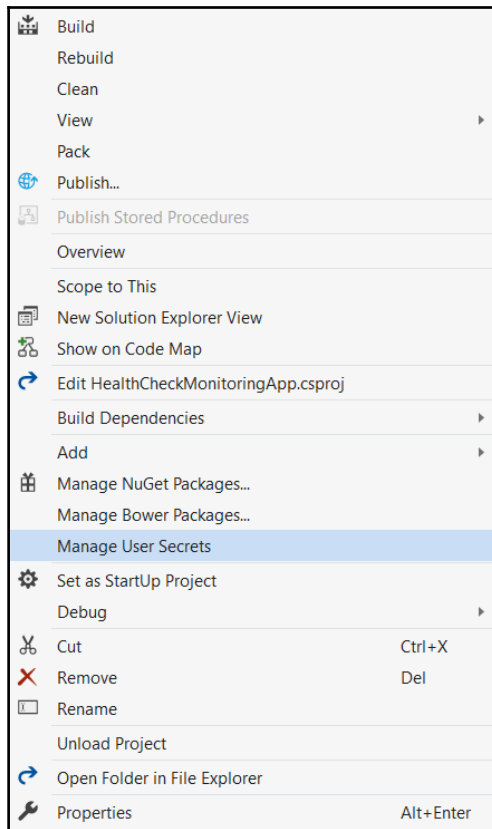 Build
Rebuild
Clean
View
Pack
Publish...
Publish Stored Procedures
Overview
Scope to This
New Solution Explorer View
Show on Code Map
Edit HealthCheckMonitoringApp.csproj
Build Dependencies
Add
Manage NuGet Packages...
Manage Bower Packages...
Manage User Secrets
Set as StartUp Project
Debug
Cut Ctrl+X
Remove Del
Rename
Unload Project
Open Folder in File Explorer
Properties Alt+Enter